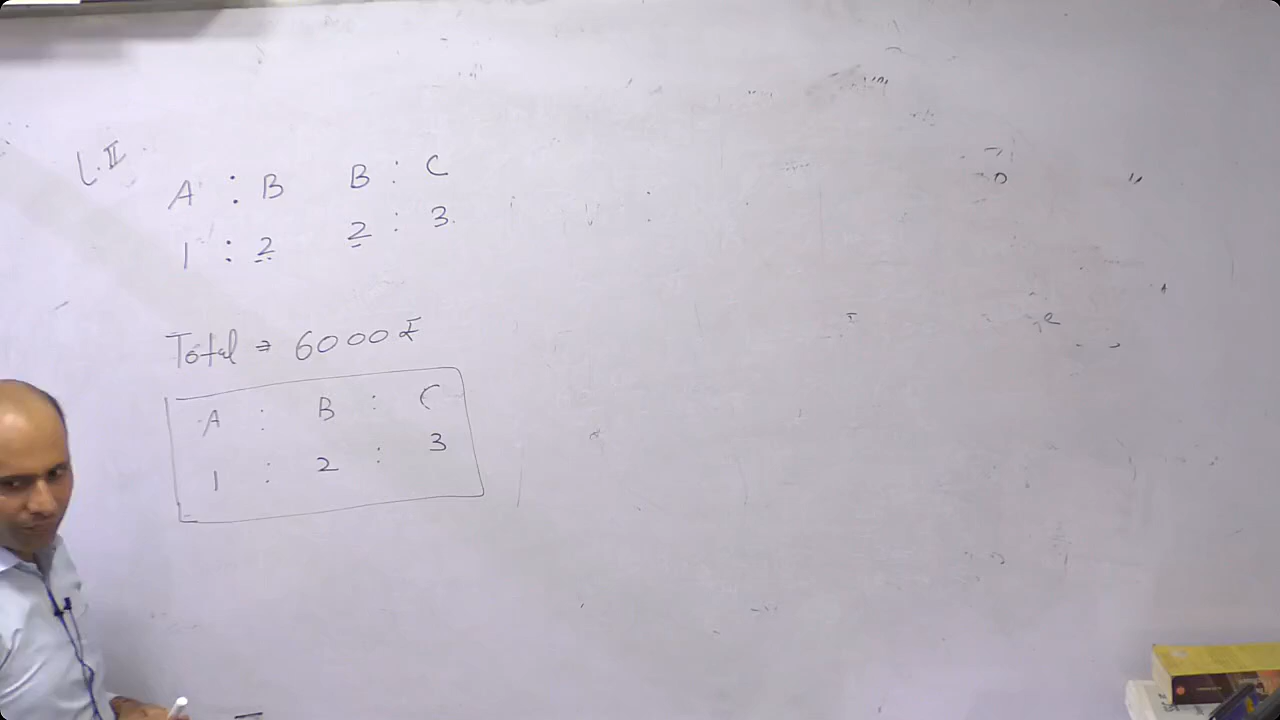 L.II
A : B B : C
1 : 2 2 : 3
Total = 6000 ₹
A : B : C
1 : 2 : 3